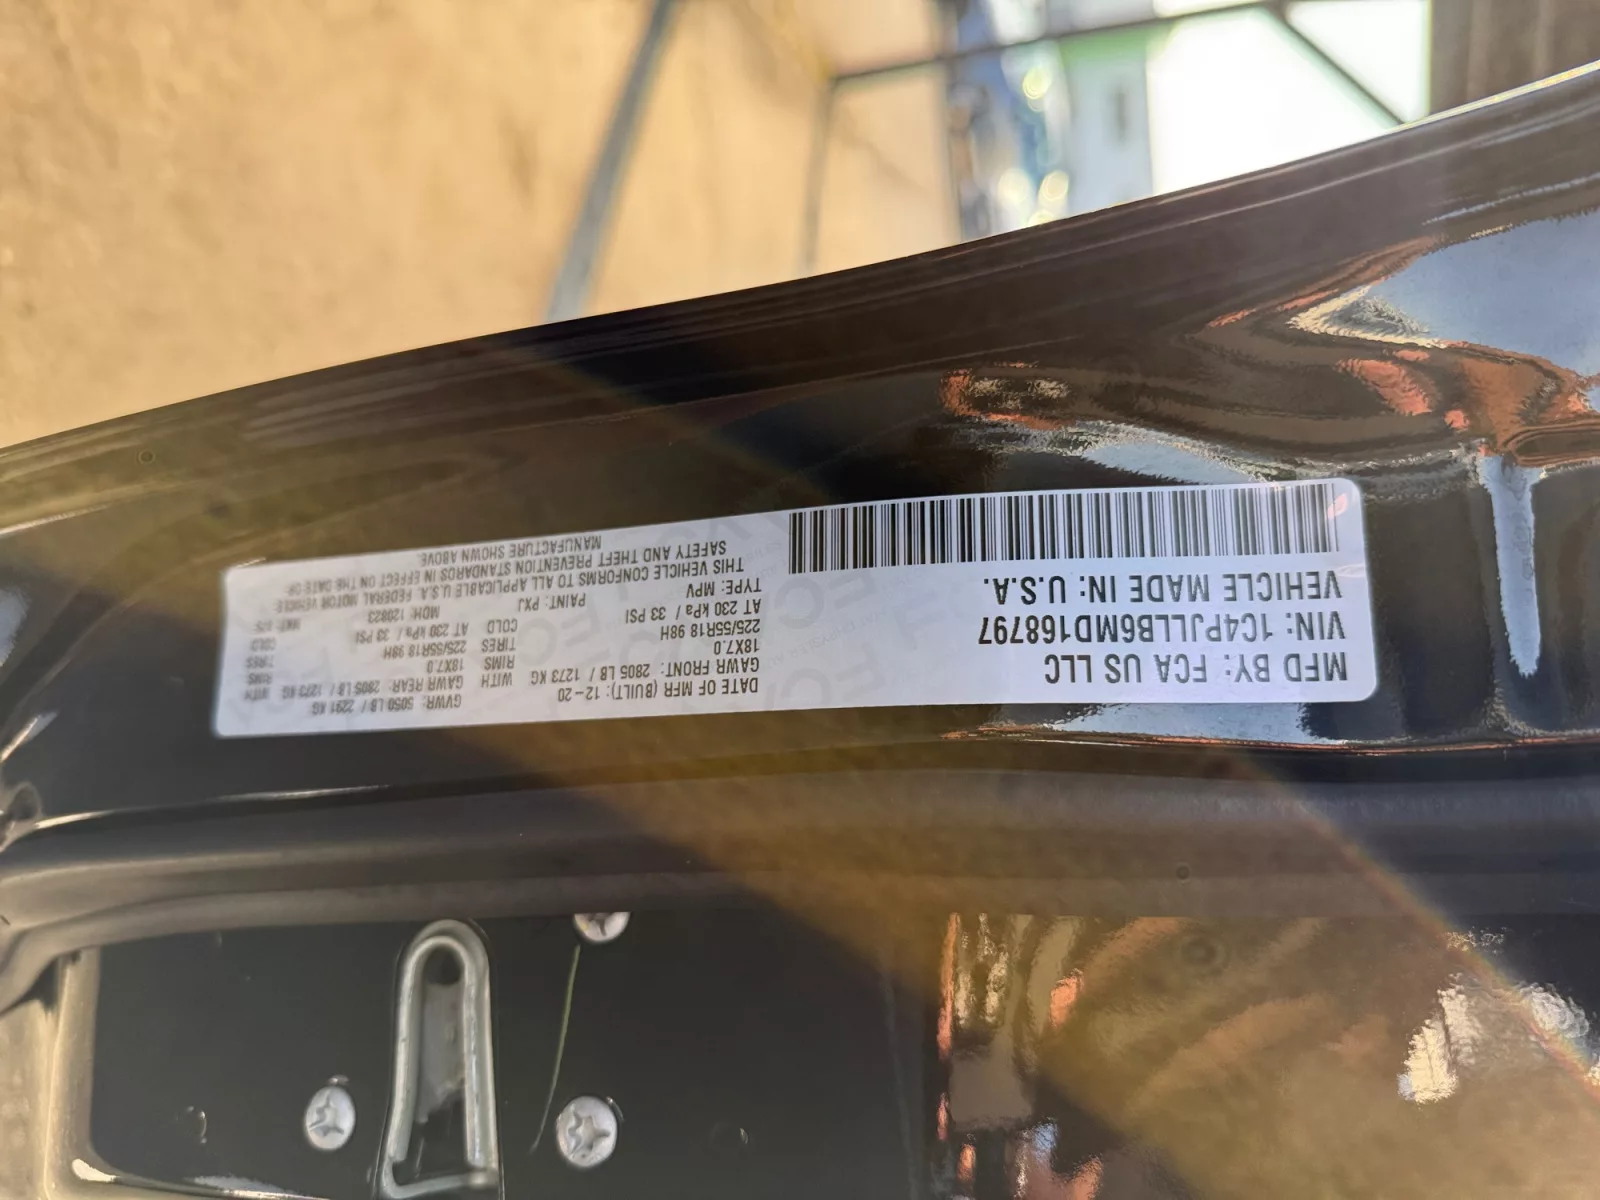 MFD BY: FCA US LLC
VIN: 1C4PJLLB6MD168797
VEHICLE MADE IN: U.S.A.
DATE OF MFR (BUILT): 12-20 GVWR: 5050 LB / 2291 KG
GAWR FRONT: 2805 LB / 1273 KG WITH GAWR REAR: 2805 LB / 1273 KG WITH
18X7.0 RIMS 18X7.0 RIMS
225/55R18 98H TIRES 225/55R18 98H TIRES
AT 230 kPa / 33 PSI COLD AT 230 kPa / 33 PSI COLD
TYPE: MPV PAINT: PXJ MDH: 120823
THIS VEHICLE CONFORMS TO ALL APPLICABLE U.S.A. FEDERAL MOTOR VEHICLE
SAFETY AND THEFT PREVENTION STANDARDS IN EFFECT ON THE DATE OF
MANUFACTURE SHOWN ABOVE